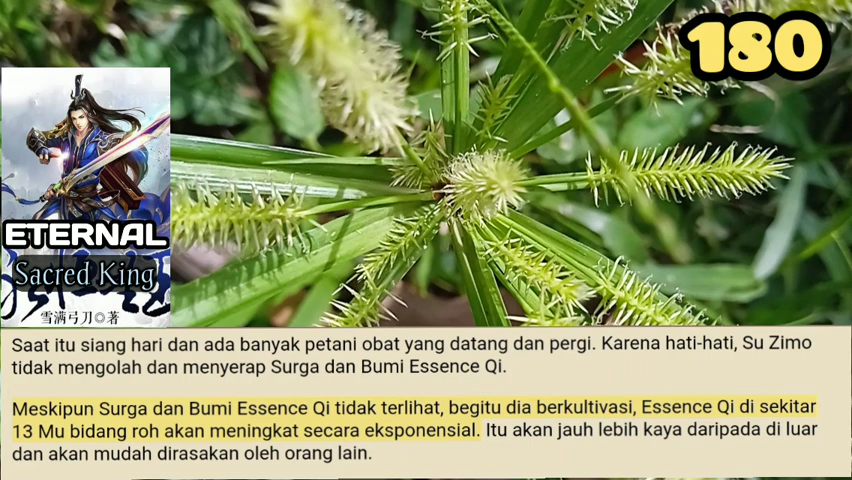 180
ETERNAL
Sacred King
雪满弓刀◎著
Saat itu siang hari dan ada banyak petani obat yang datang dan pergi. Karena hati-hati, Su Zimo
tidak mengolah dan menyerap Surga dan Bumi Essence Qi.
Meskipun Surga dan Bumi Essence Qi tidak terlihat, begitu dia berkultivasi, Essence Qi di sekitar
13 Mu bidang roh akan meningkat secara eksponensial. Itu akan jauh lebih kaya daripada di luar
dan akan mudah dirasakan oleh orang lain.